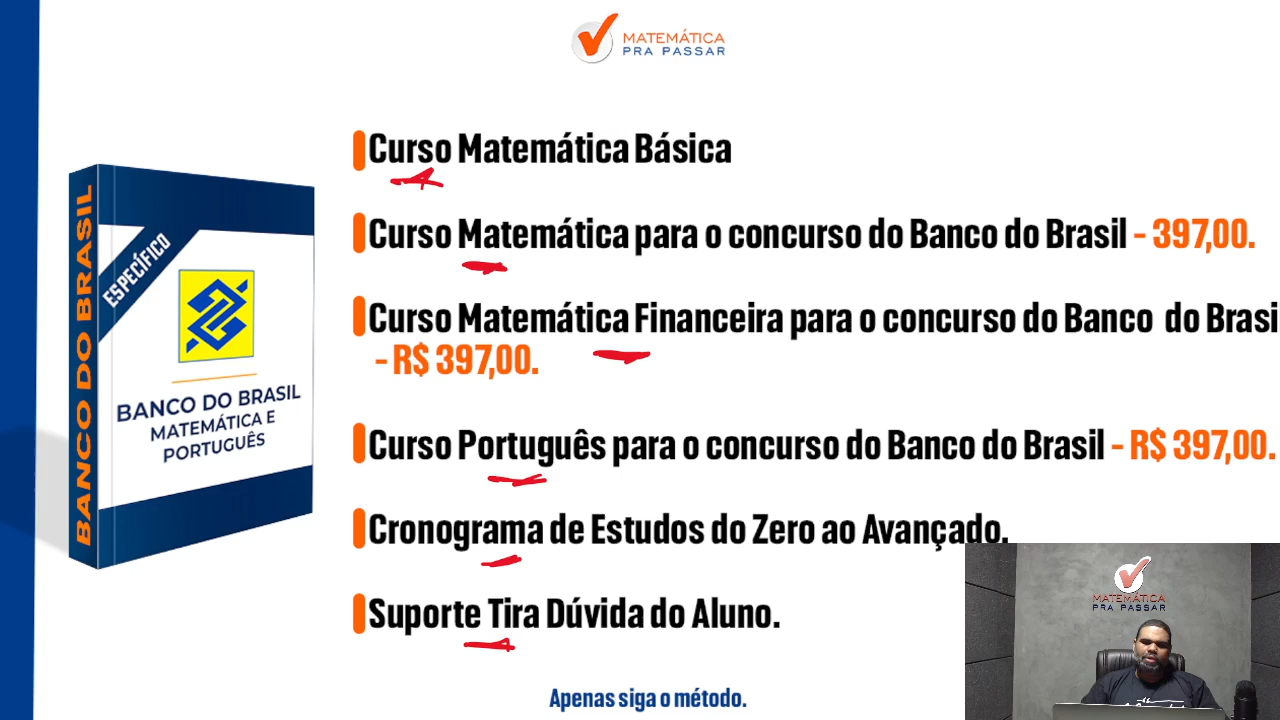 MATEMÁTICA
PRA PASSAR
Curso Matemática Básica
Curso Matemática para o concurso do Banco do Brasil - 397,00.
Curso Matemática Financeira para o concurso do Banco do Brasi
- R$ 397,00.
Curso Português para o concurso do Banco do Brasil - R$ 397,00.
Cronograma de Estudos do Zero ao Avançado.
Suporte Tira Dúvida do Aluno.
Apenas siga o método.
BANCO DO BRASIL
ESPECÍFICO
BANCO DO BRASIL
MATEMÁTICA E
PORTUGUÊS
MATEMÁTICA
PRA PASSAR